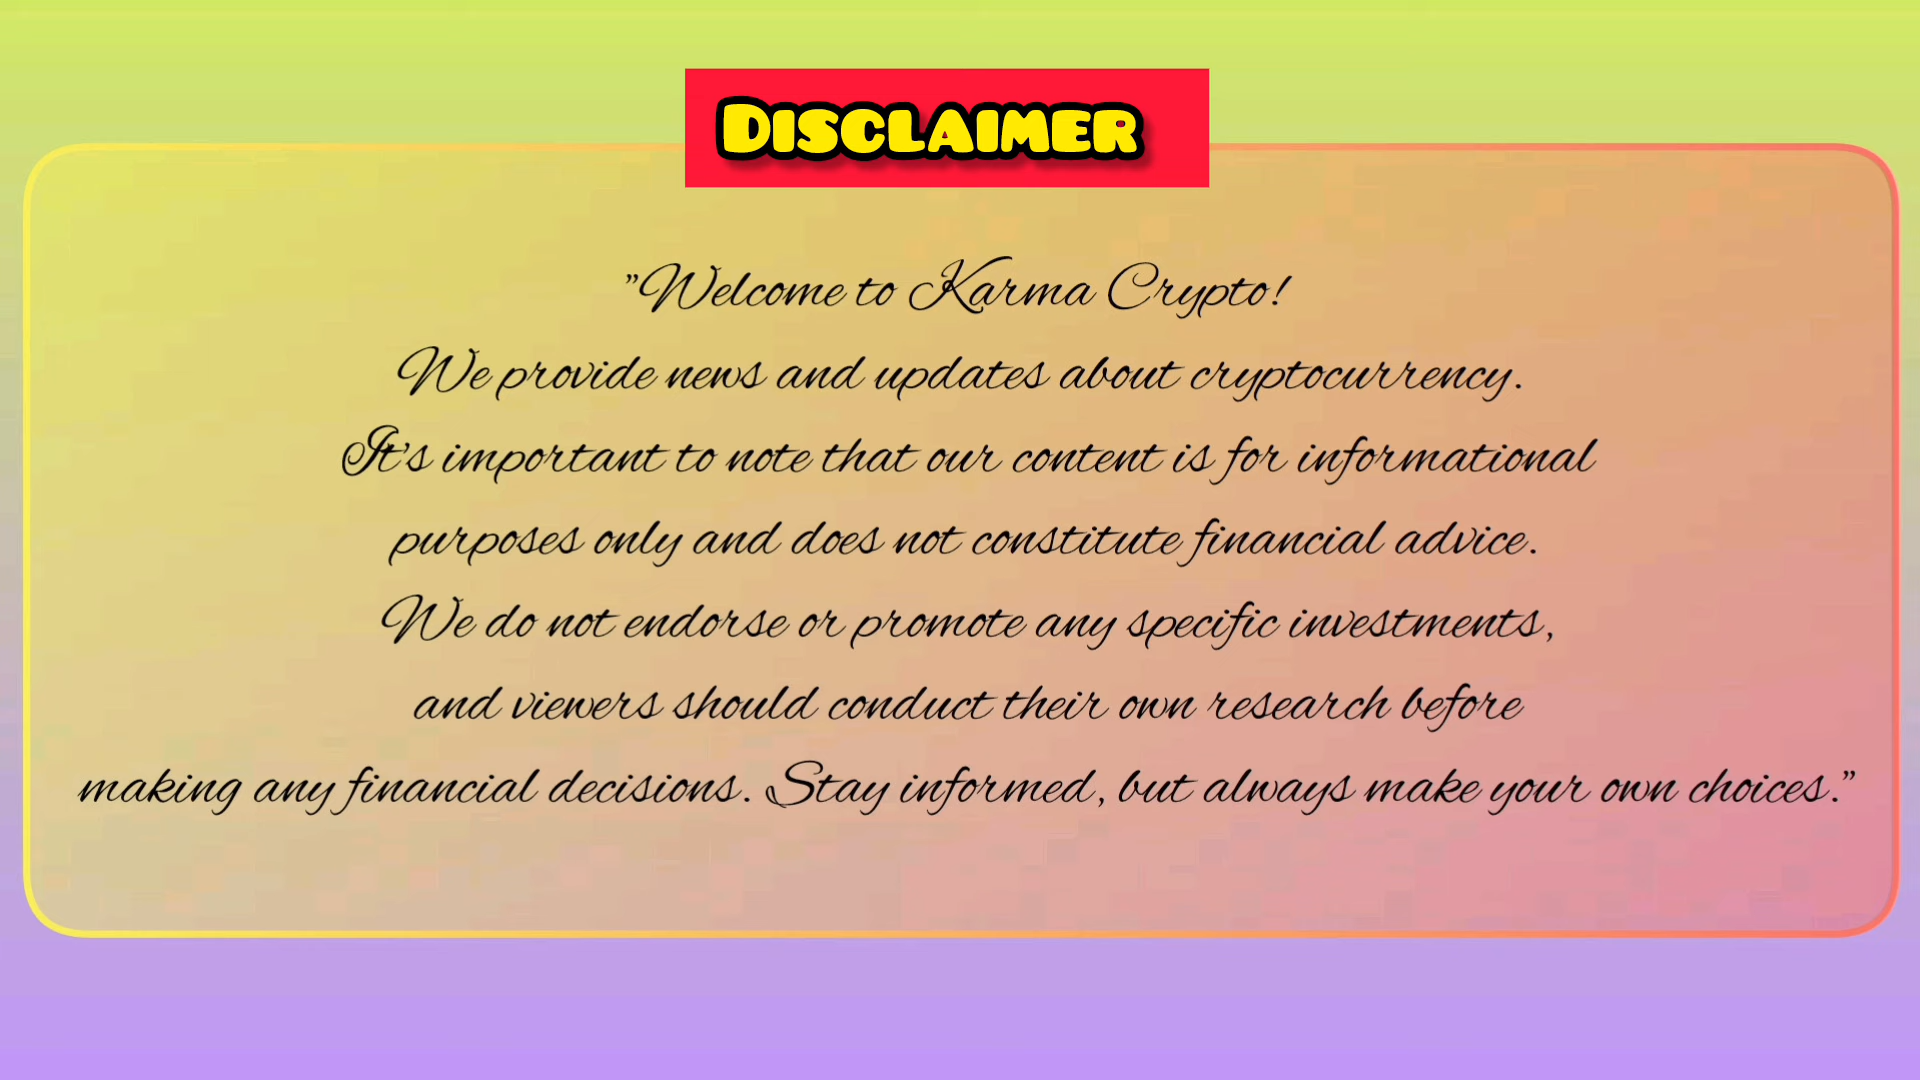 DISCLAIMER
"Welcome to Karma Crypto!
We provide news and updates about cryptocurrency.
It's important to note that our content is for informational
purposes only and does not constitute financial advice.
We do not endorse or promote any specific investments,
and viewers should conduct their own research before
making any financial decisions. Stay informed, but always make your own choices."